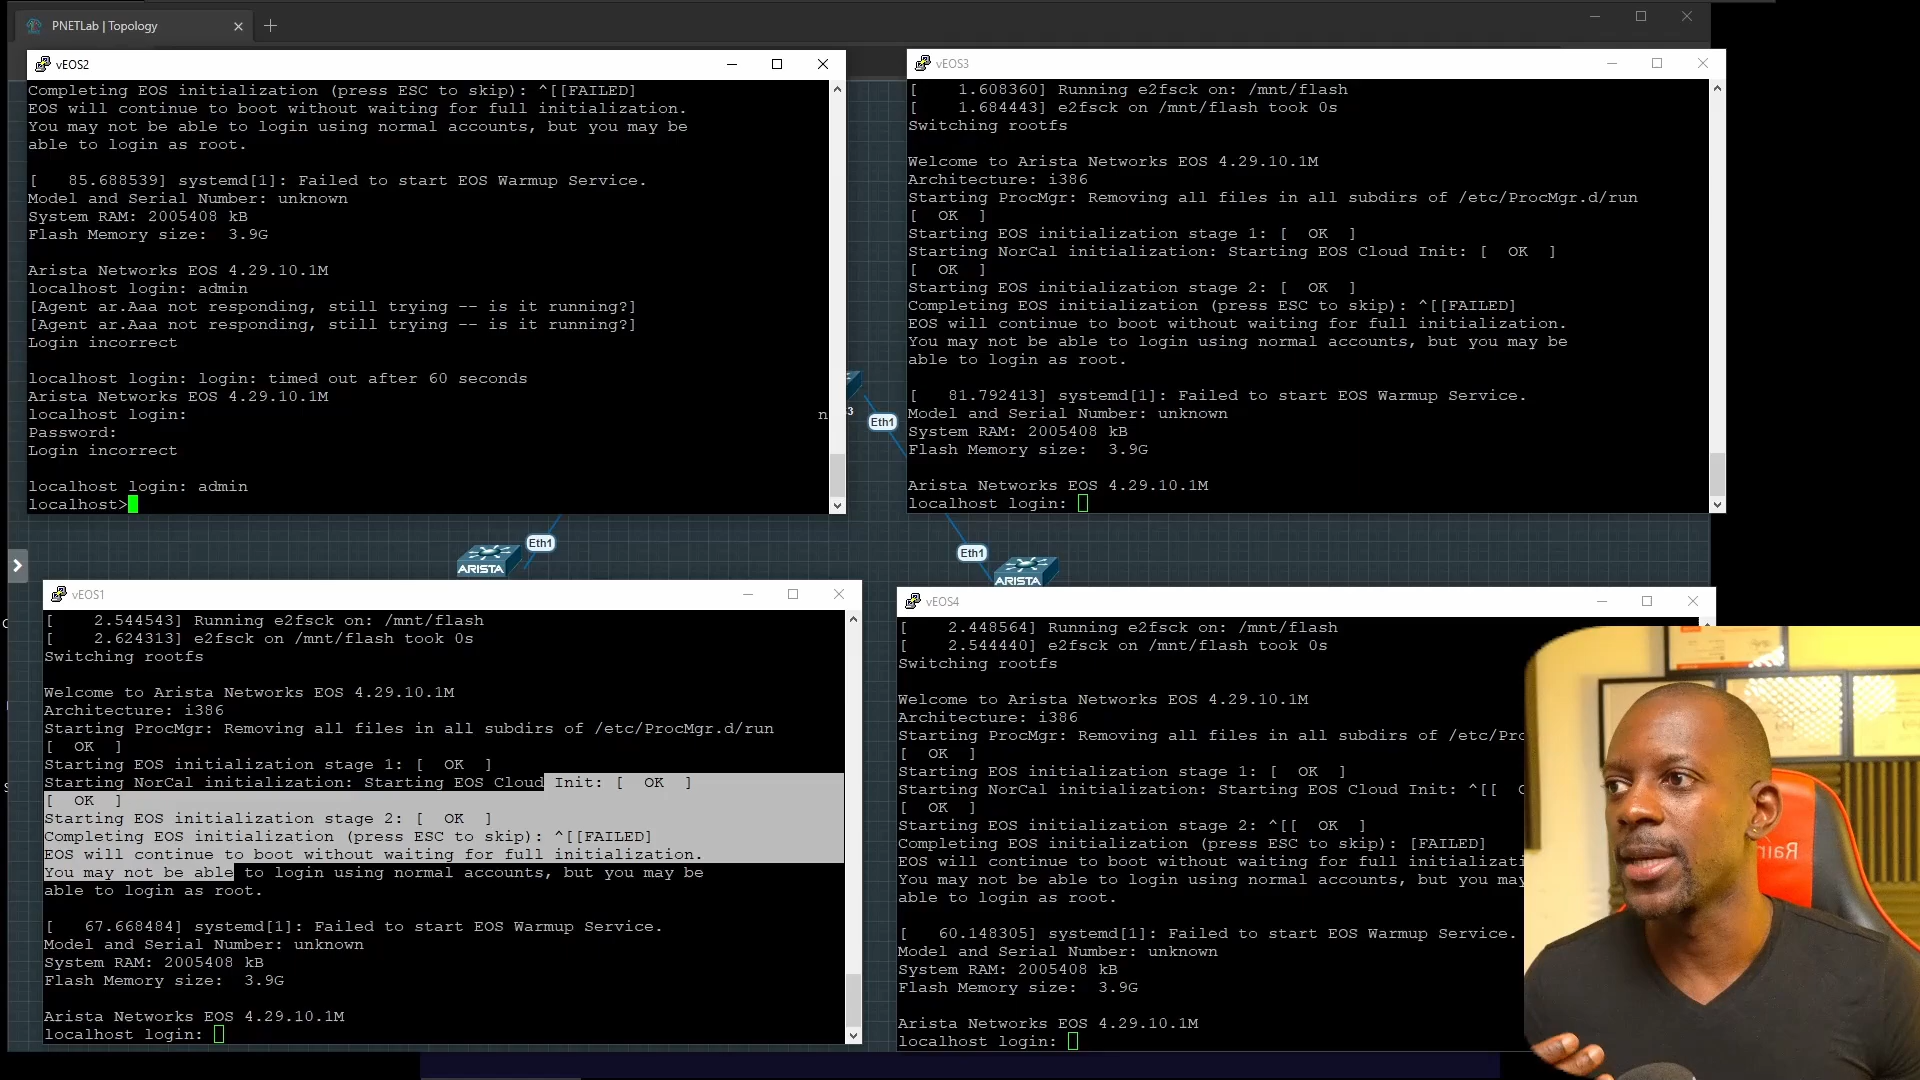 PNETLab | Topology
vEOS2
Completing EOS initialization (press ESC to skip): ^[[FAILED]
EOS will continue to boot without waiting for full initialization.
You may not be able to login using normal accounts, but you may be
able to login as root.
[   85.688539] systemd[1]: Failed to start EOS Warmup Service.
Model and Serial Number: unknown
System RAM: 2005408 kB
Flash Memory size:  3.9G
Arista Networks EOS 4.29.10.1M
localhost login: admin
[Agent ar.Aaa not responding, still trying -- is it running?]
[Agent ar.Aaa not responding, still trying -- is it running?]
Login incorrect
localhost login: login: timed out after 60 seconds
Arista Networks EOS 4.29.10.1M
localhost login:
Password:
Login incorrect
localhost login: admin
localhost>
vEOS3
[    1.608360] Running e2fsck on: /mnt/flash
[    1.684443] e2fsck on /mnt/flash took 0s
Switching rootfs
Welcome to Arista Networks EOS 4.29.10.1M
Architecture: i386
Starting ProcMgr: Removing all files in all subdirs of /etc/ProcMgr.d/run
[  OK  ]
Starting EOS initialization stage 1: [  OK  ]
Starting NorCal initialization: Starting EOS Cloud Init: [  OK  ]
[  OK  ]
Starting EOS initialization stage 2: [  OK  ]
Completing EOS initialization (press ESC to skip): ^[[FAILED]
EOS will continue to boot without waiting for full initialization.
You may not be able to login using normal accounts, but you may be
able to login as root.
[   81.792413] systemd[1]: Failed to start EOS Warmup Service.
Model and Serial Number: unknown
System RAM: 2005408 kB
Flash Memory size:  3.9G
Arista Networks EOS 4.29.10.1M
localhost login:
n
3
Eth1
Eth1
ARISTA
Eth1
ARISTA
vEOS1
[    2.544543] Running e2fsck on: /mnt/flash
[    2.624313] e2fsck on /mnt/flash took 0s
Switching rootfs
Welcome to Arista Networks EOS 4.29.10.1M
Architecture: i386
Starting ProcMgr: Removing all files in all subdirs of /etc/ProcMgr.d/run
[  OK  ]
Starting EOS initialization stage 1: [  OK  ]
Starting NorCal initialization: Starting EOS Cloud Init: [  OK  ]
[  OK  ]
Starting EOS initialization stage 2: [  OK  ]
Completing EOS initialization (press ESC to skip): ^[[FAILED]
EOS will continue to boot without waiting for full initialization.
You may not be able to login using normal accounts, but you may be
able to login as root.
[   67.668484] systemd[1]: Failed to start EOS Warmup Service.
Model and Serial Number: unknown
System RAM: 2005408 kB
Flash Memory size:  3.9G
Arista Networks EOS 4.29.10.1M
localhost login:
vEOS4
[    2.448564] Running e2fsck on: /mnt/flash
[    2.544440] e2fsck on /mnt/flash took 0s
Switching rootfs
Welcome to Arista Networks EOS 4.29.10.1M
Architecture: i386
Starting ProcMgr: Removing all files in all subdirs of /etc/Prc
[  OK  ]
Starting EOS initialization stage 1: [  OK  ]
Starting NorCal initialization: Starting EOS Cloud Init: ^[[
[  OK  ]
Starting EOS initialization stage 2: ^[[  OK  ]
Completing EOS initialization (press ESC to skip): [FAILED]
EOS will continue to boot without waiting for full initializati
You may not be able to login using normal accounts, but you may
able to login as root.
[   60.148305] systemd[1]: Failed to start EOS Warmup Service.
Model and Serial Number: unknown
System RAM: 2005408 kB
Flash Memory size:  3.9G
Arista Networks EOS 4.29.10.1M
localhost login: